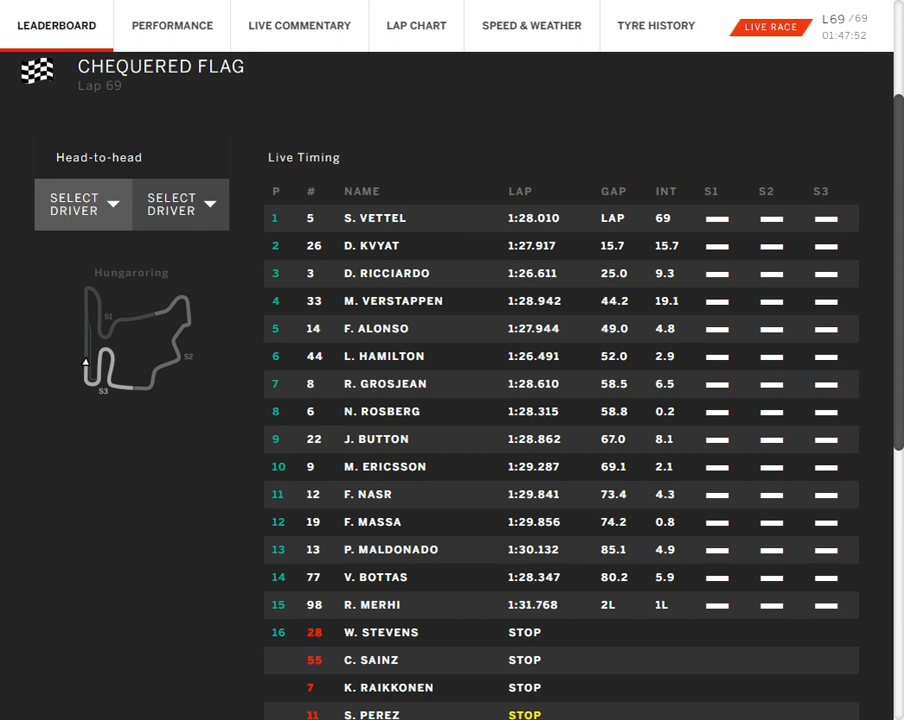 LEADERBOARD PERFORMANCE LIVE COMMENTARY LAP CHART SPEED & WEATHER TYRE HISTORY LIVE RACE L69 /69
01:47:52
CHEQUERED FLAG
Lap 69
Head-to-head
SELECT DRIVER SELECT DRIVER
Hungaroring
S1
S2
S3
Live Timing
P # NAME LAP GAP INT S1 S2 S3
1 5 S. VETTEL 1:28.010 LAP 69
2 26 D. KVYAT 1:27.917 15.7 15.7
3 3 D. RICCIARDO 1:26.611 25.0 9.3
4 33 M. VERSTAPPEN 1:28.942 44.2 19.1
5 14 F. ALONSO 1:27.944 49.0 4.8
6 44 L. HAMILTON 1:26.491 52.0 2.9
7 8 R. GROSJEAN 1:28.610 58.5 6.5
8 6 N. ROSBERG 1:28.315 58.8 0.2
9 22 J. BUTTON 1:28.862 67.0 8.1
10 9 M. ERICSSON 1:29.287 69.1 2.1
11 12 F. NASR 1:29.841 73.4 4.3
12 19 F. MASSA 1:29.856 74.2 0.8
13 13 P. MALDONADO 1:30.132 85.1 4.9
14 77 V. BOTTAS 1:28.347 80.2 5.9
15 98 R. MERHI 1:31.768 2L 1L
16 28 W. STEVENS STOP
55 C. SAINZ STOP
7 K. RAIKKONEN STOP
11 S. PEREZ STOP